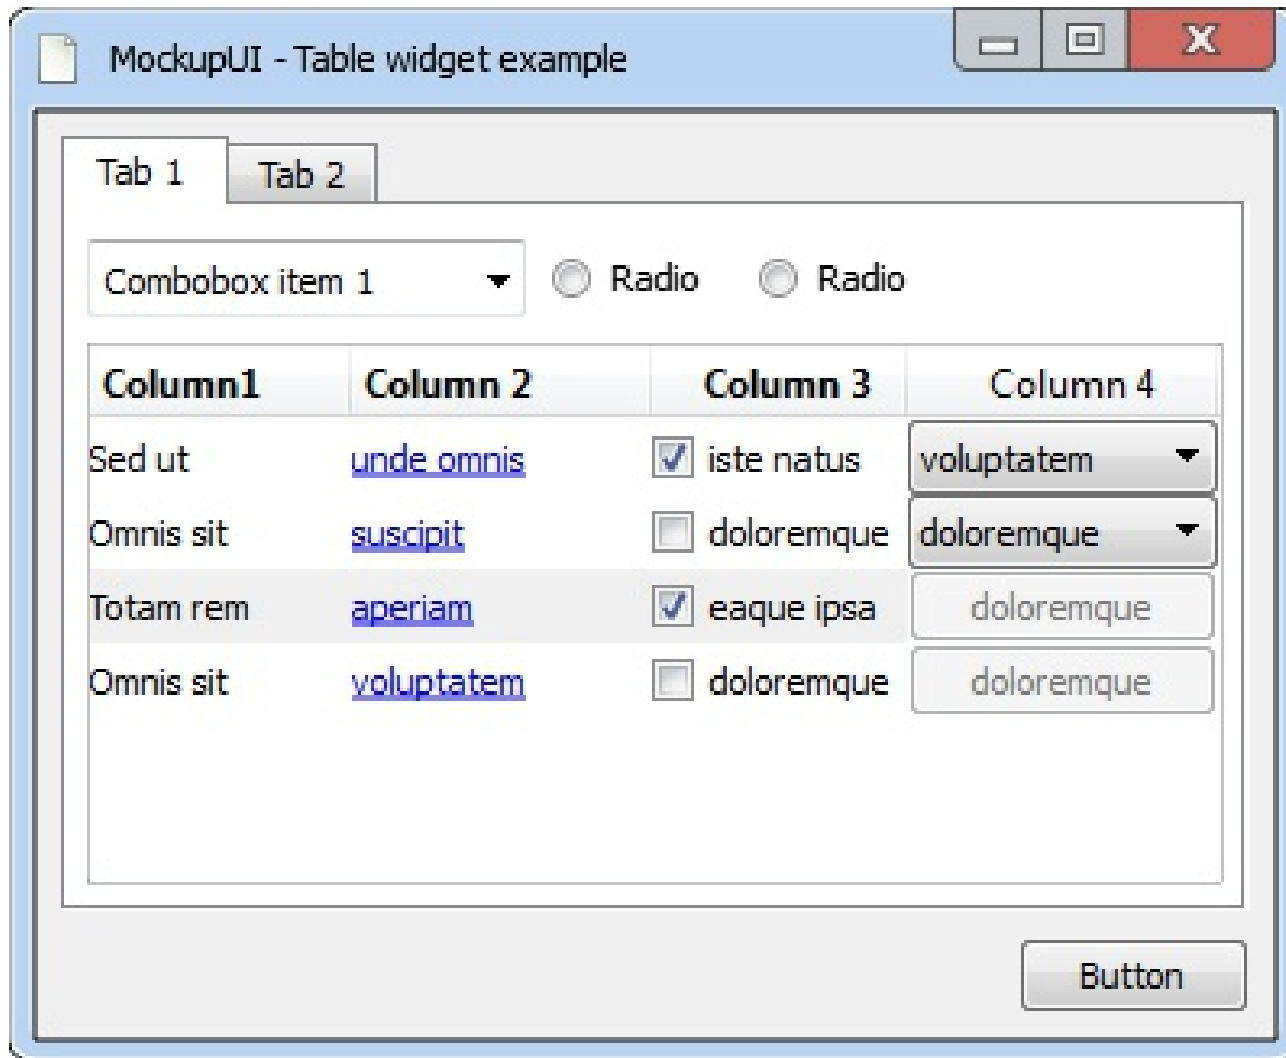 MockupUI - Table widget example
Tab 1 Tab 2
Combobox item 1 Radio Radio
Column1 Column 2 Column 3 Column 4
Sed ut unde omnis iste natus voluptatem
Omnis sit suscipit doloremque doloremque
Totam rem aperiam eaque ipsa doloremque
Omnis sit voluptatem doloremque doloremque
Button